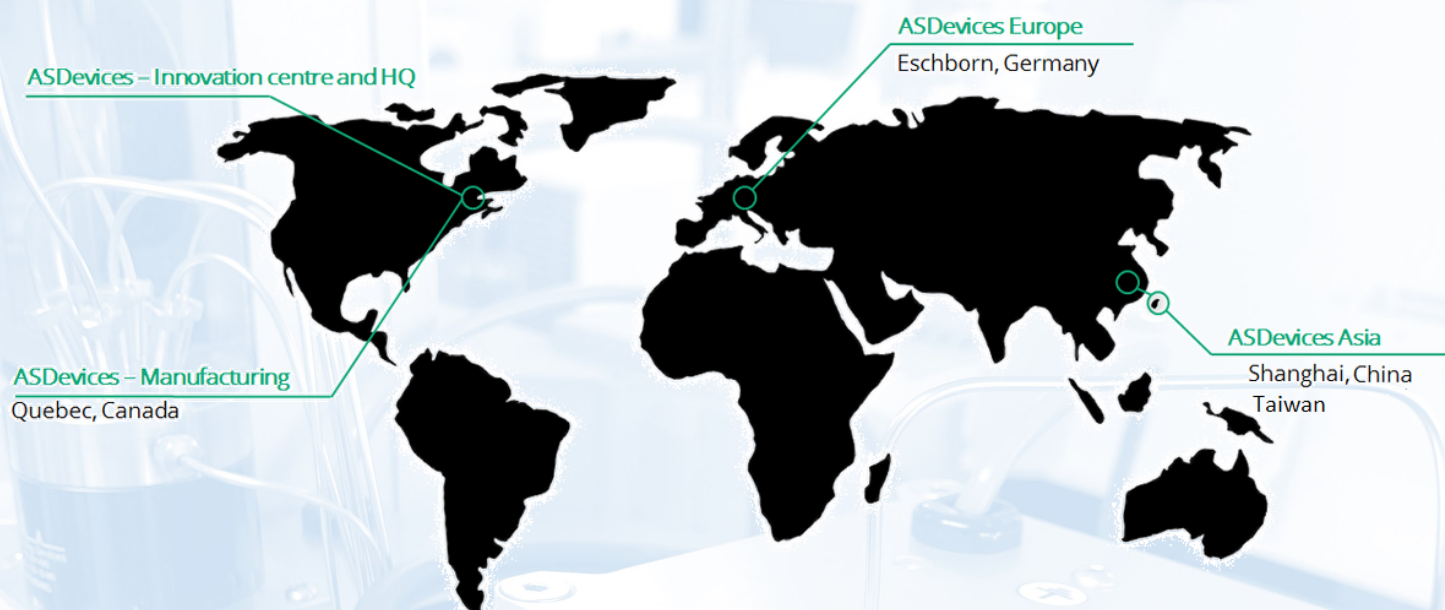 ASDevices Europe
Eschborn, Germany
ASDevices – Innovation centre and HQ
ASDevices Asia
Shanghai, China
Taiwan
ASDevices – Manufacturing
Quebec, Canada